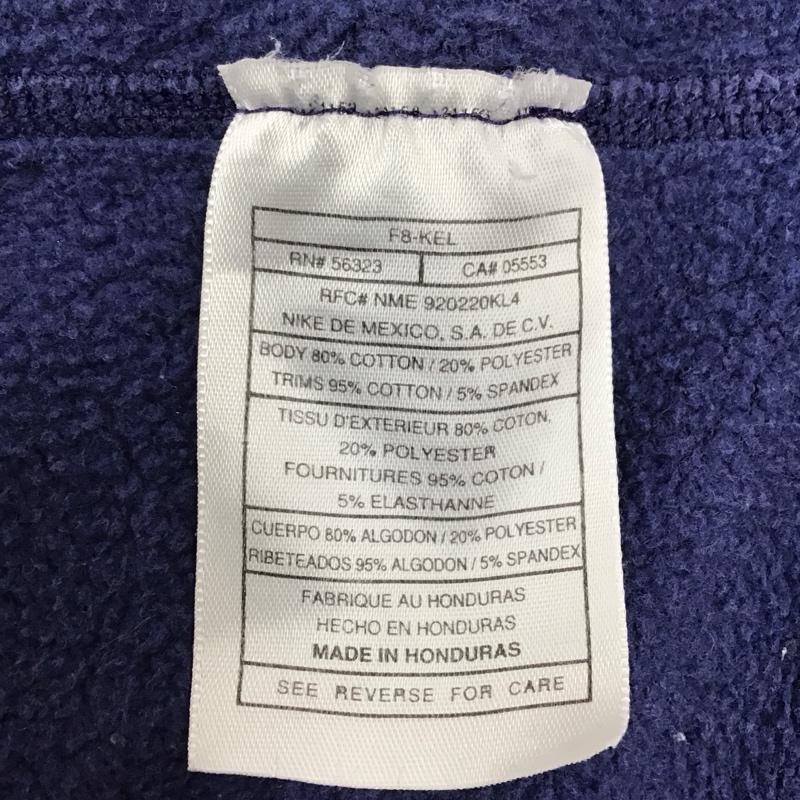 F8-KEL
RN# 56323 CA# 05553
RFC# NME 920220KL4
NIKE DE MEXICO, S.A. DE C.V.
BODY 80% COTTON / 20% POLYESTER
TRIMS 95% COTTON / 5% SPANDEX
TISSU D'EXTERIEUR 80% COTON,
20% POLYESTER
FOURNITURES 95% COTON /
5% ELASTHANNE
CUERPO 80% ALGODON / 20% POLYESTER
RIBETEADOS 95% ALGODON / 5% SPANDEX
FABRIQUE AU HONDURAS
HECHO EN HONDURAS
MADE IN HONDURAS
SEE REVERSE FOR CARE